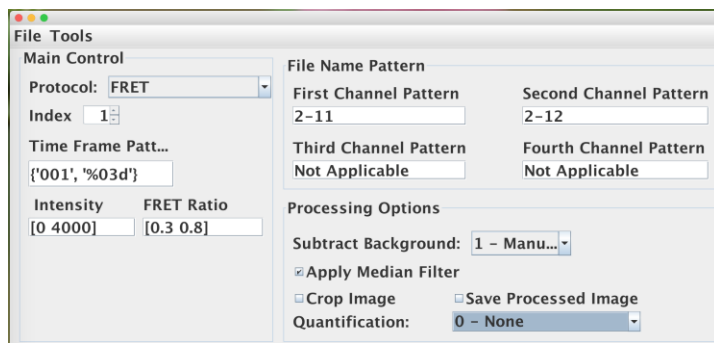 File Tools
Main Control
Protocol: FRET
Index 1
Time Frame Patt...
{'001', '%03d'}
Intensity FRET Ratio
[0 4000] [0.3 0.8]
File Name Pattern
First Channel Pattern Second Channel Pattern
2-11 2-12
Third Channel Pattern Fourth Channel Pattern
Not Applicable Not Applicable
Processing Options
Subtract Background: 1 - Manu...
Apply Median Filter
Crop Image Save Processed Image
Quantification: 0 - None